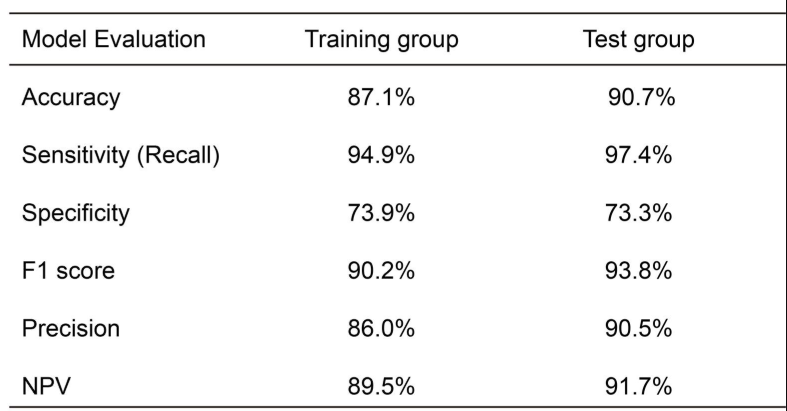 Model Evaluation Training group Test group
Accuracy 87.1% 90.7%
Sensitivity (Recall) 94.9% 97.4%
Specificity 73.9% 73.3%
F1 score 90.2% 93.8%
Precision 86.0% 90.5%
NPV 89.5% 91.7%